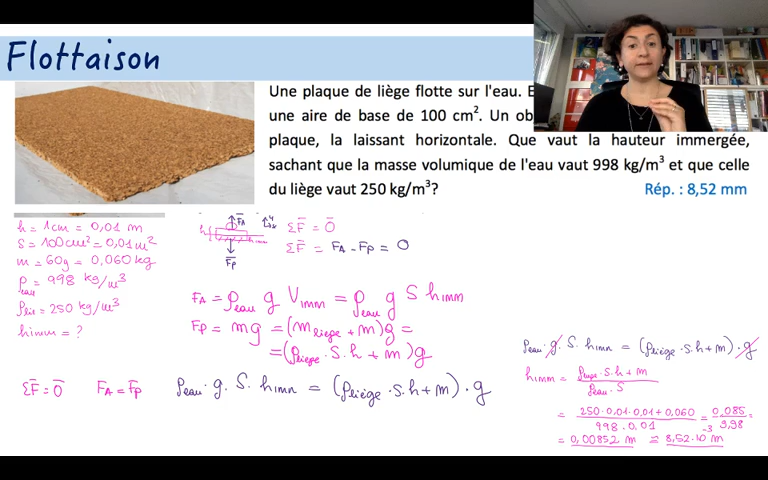 Flottaison
Une plaque de liège flotte sur l'eau. E
une aire de base de 100 cm². Un ob
plaque, la laissant horizontale. Que vaut la hauteur immergée,
sachant que la masse volumique de l'eau vaut 998 kg/m³ et que celle
du liège vaut 250 kg/m³?
Rép. : 8,52 mm
h = 1cm = 0,01 m
S = 100cm² = 0,01 m²
m = 60g = 0,060 kg
ρeau = 998 kg/m³
ρlie = 250 kg/m³
himm = ?
h
FA
himm
Fp
ΣF = 0
ΣF = FA - Fp = 0
FA = ρeau g Vimm = ρeau g S himm
Fp = mg = (mliège + m)g =
= (ρliège · S · h + m)g
ΣF = 0 FA = Fp ρeau · g · S · himm = (ρliège · S · h + m) · g
ρeau · g · S · himm = (ρliège · S · h + m) · g
himm = ρliège · S · h + m / ρeau · S
= 250 · 0,01 · 0,01 + 0,060 / 998 · 0,01 = 0,085 / 9,98 =
= 0,00852 m = 8,52 · 10⁻³ m